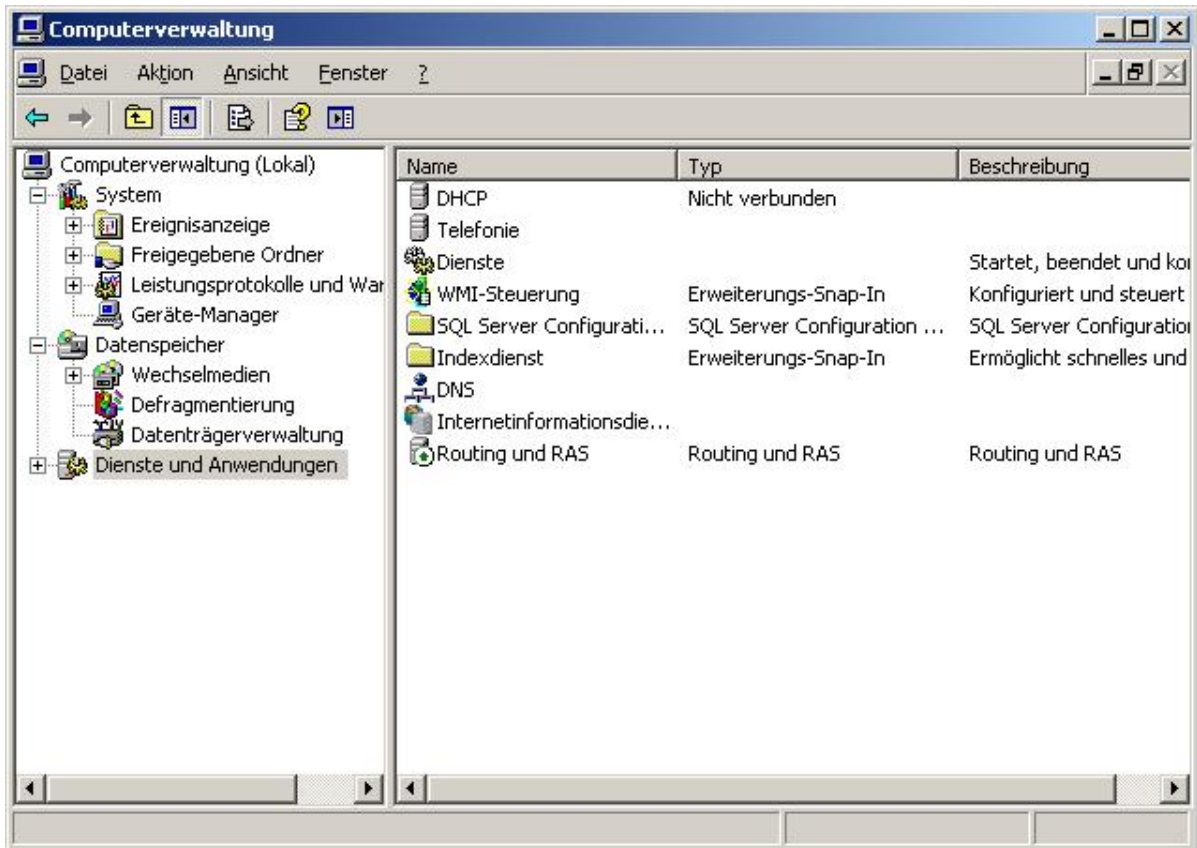 Computerverwaltung
Datei Aktion Ansicht Fenster ?
Computerverwaltung (Lokal)
System
Ereignisanzeige
Freigegebene Ordner
Leistungsprotokolle und War
Geräte-Manager
Datenspeicher
Wechselmedien
Defragmentierung
Datenträgerverwaltung
Dienste und Anwendungen
Name Typ Beschreibung
DHCP Nicht verbunden
Telefonie
Dienste Startet, beendet und kon
WMI-Steuerung Erweiterungs-Snap-In Konfiguriert und steuert
SQL Server Configurati... SQL Server Configuration ... SQL Server Configuration
Indexdienst Erweiterungs-Snap-In Ermöglicht schnelles und
DNS
Internetinformationsdie...
Routing und RAS Routing und RAS Routing und RAS